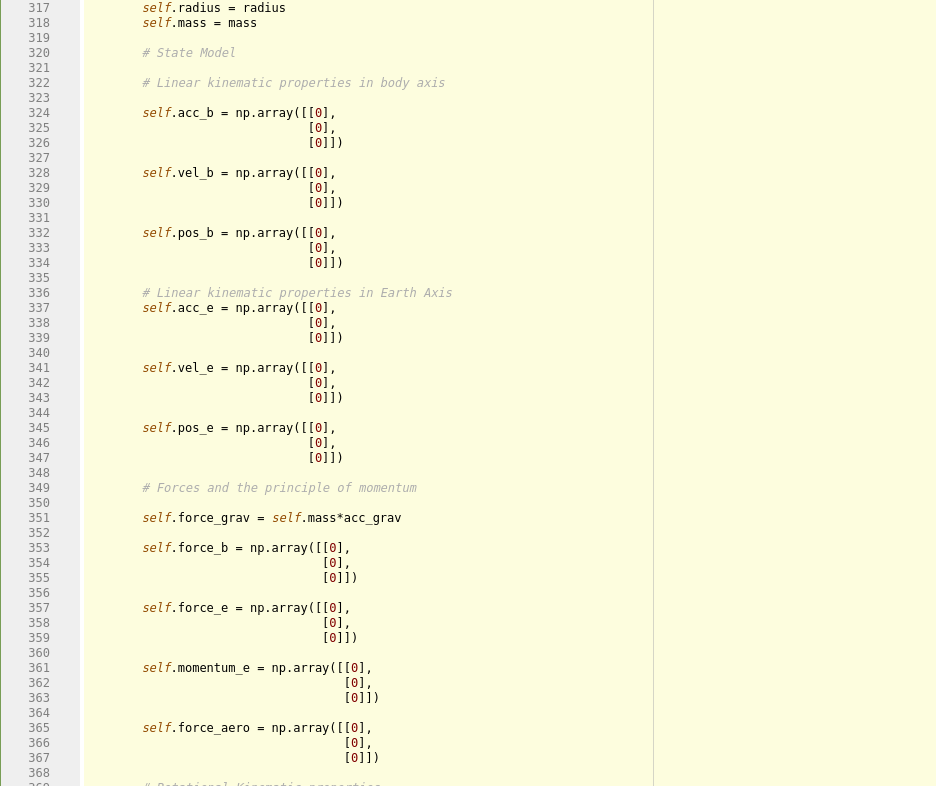 317 self.radius = radius
318 self.mass = mass
319
320 # State Model
321
322 # Linear kinematic properties in body axis
323
324 self.acc_b = np.array([[0],
325 [0],
326 [0]])
327
328 self.vel_b = np.array([[0],
329 [0],
330 [0]])
331
332 self.pos_b = np.array([[0],
333 [0],
334 [0]])
335
336 # Linear kinematic properties in Earth Axis
337 self.acc_e = np.array([[0],
338 [0],
339 [0]])
340
341 self.vel_e = np.array([[0],
342 [0],
343 [0]])
344
345 self.pos_e = np.array([[0],
346 [0],
347 [0]])
348
349 # Forces and the principle of momentum
350
351 self.force_grav = self.mass*acc_grav
352
353 self.force_b = np.array([[0],
354 [0],
355 [0]])
356
357 self.force_e = np.array([[0],
358 [0],
359 [0]])
360
361 self.momentum_e = np.array([[0],
362 [0],
363 [0]])
364
365 self.force_aero = np.array([[0],
366 [0],
367 [0]])
368
369 # Rotational Kinematic properties